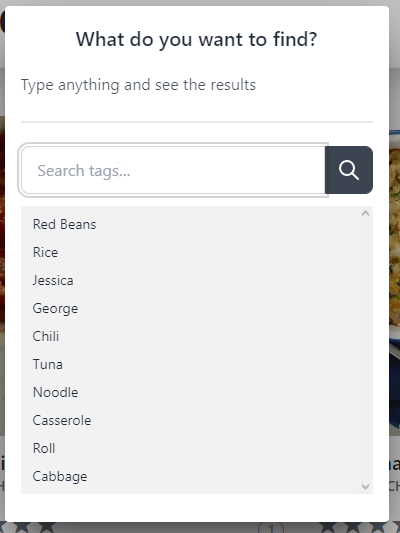 What do you want to find?
Type anything and see the results
Search tags...
Red Beans
Rice
Jessica
George
Chili
Tuna
Noodle
Casserole
Roll
Cabbage
1